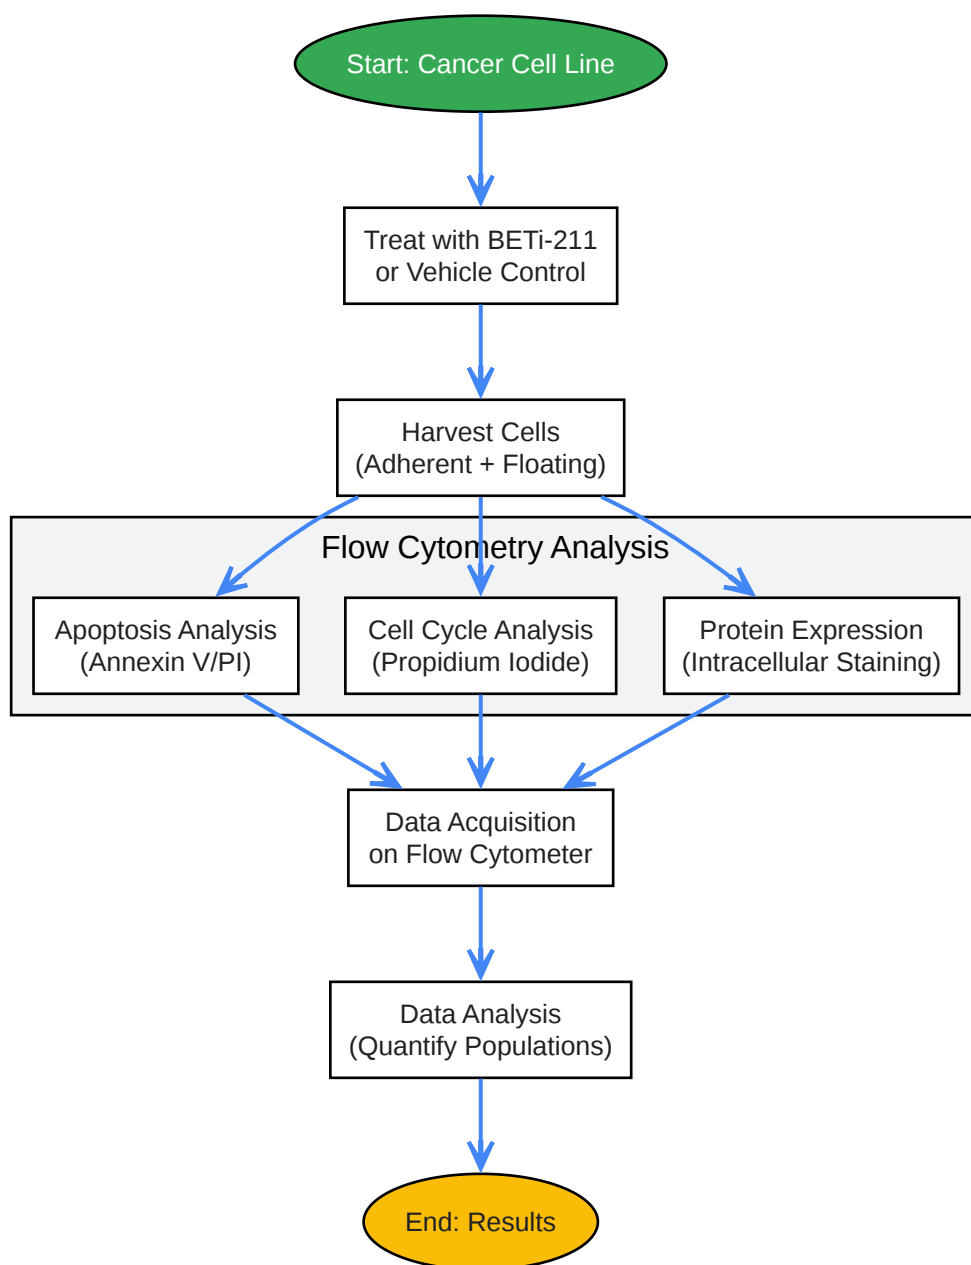 Start: Cancer Cell Line
Treat with BETi-211
or Vehicle Control
Harvest Cells
(Adherent + Floating)
Flow Cytometry Analysis
Apoptosis Analysis
(Annexin V/PI)
Cell Cycle Analysis
(Propidium Iodide)
Protein Expression
(Intracellular Staining)
Data Acquisition
on Flow Cytometer
Data Analysis
(Quantify Populations)
End: Results